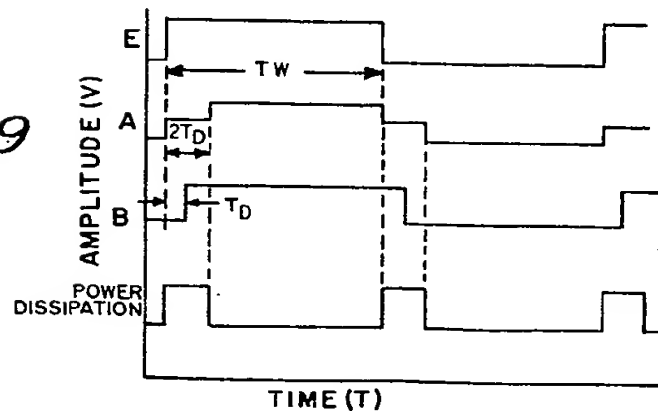 E
TW
A
2TD
9
B
TD
POWER
DISSIPATION
AMPLITUDE (V)
TIME (T)